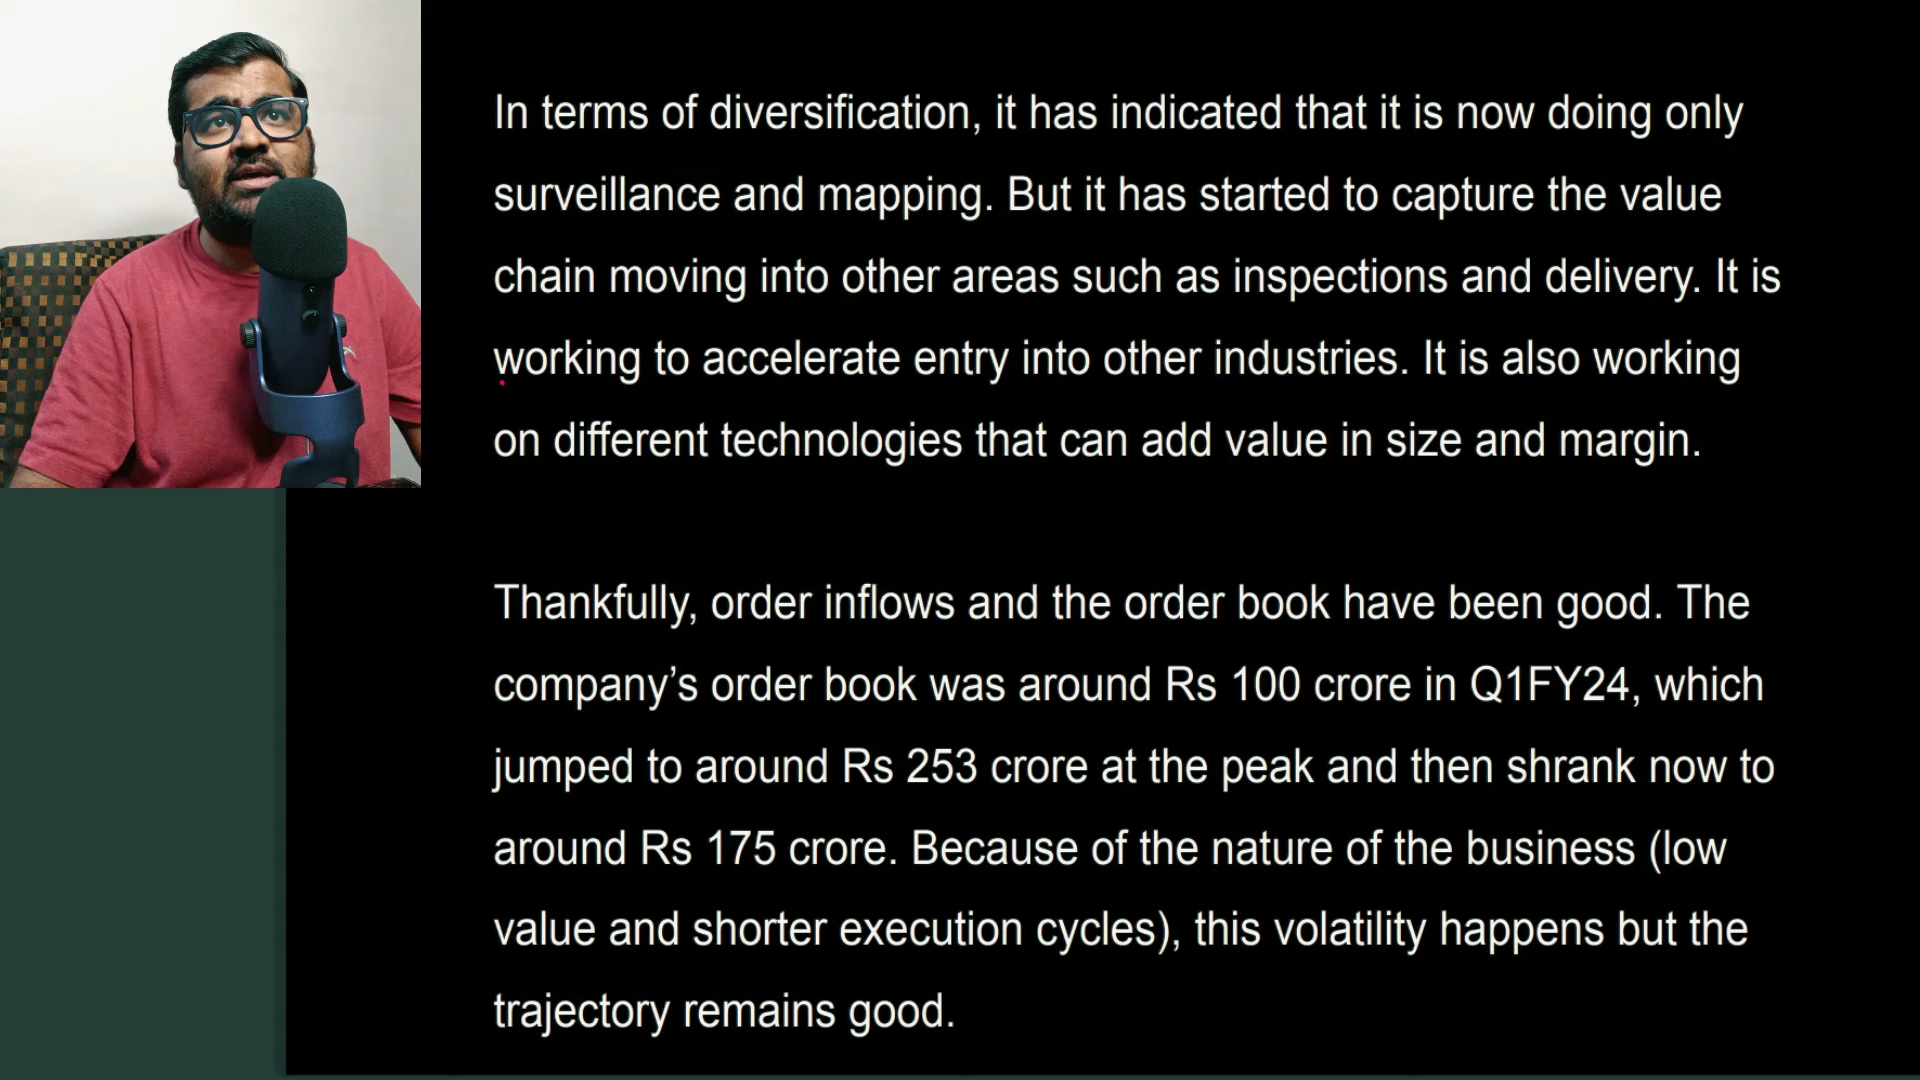 In terms of diversification, it has indicated that it is now doing only
surveillance and mapping. But it has started to capture the value
chain moving into other areas such as inspections and delivery. It is
working to accelerate entry into other industries. It is also working
on different technologies that can add value in size and margin.
Thankfully, order inflows and the order book have been good. The
company’s order book was around Rs 100 crore in Q1FY24, which
jumped to around Rs 253 crore at the peak and then shrank now to
around Rs 175 crore. Because of the nature of the business (low
value and shorter execution cycles), this volatility happens but the
trajectory remains good.